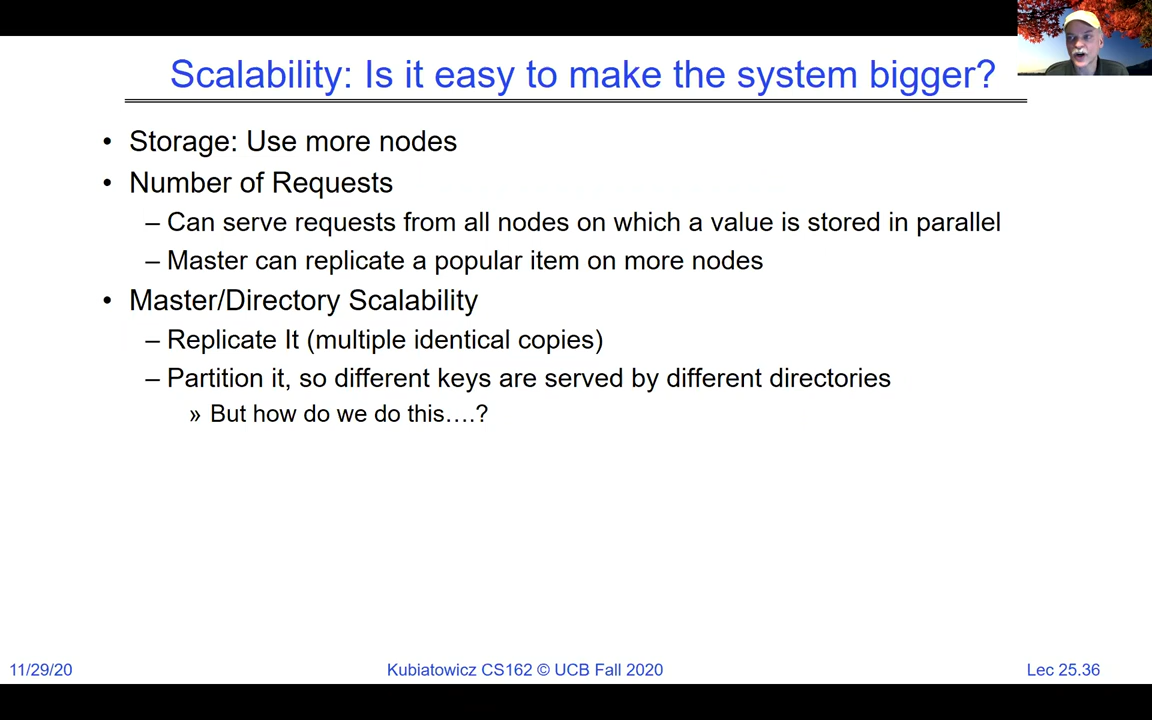 Scalability: Is it easy to make the system bigger?
• Storage: Use more nodes
• Number of Requests
– Can serve requests from all nodes on which a value is stored in parallel
– Master can replicate a popular item on more nodes
• Master/Directory Scalability
– Replicate It (multiple identical copies)
– Partition it, so different keys are served by different directories
» But how do we do this….?
11/29/20
Kubiatowicz CS162 © UCB Fall 2020
Lec 25.36